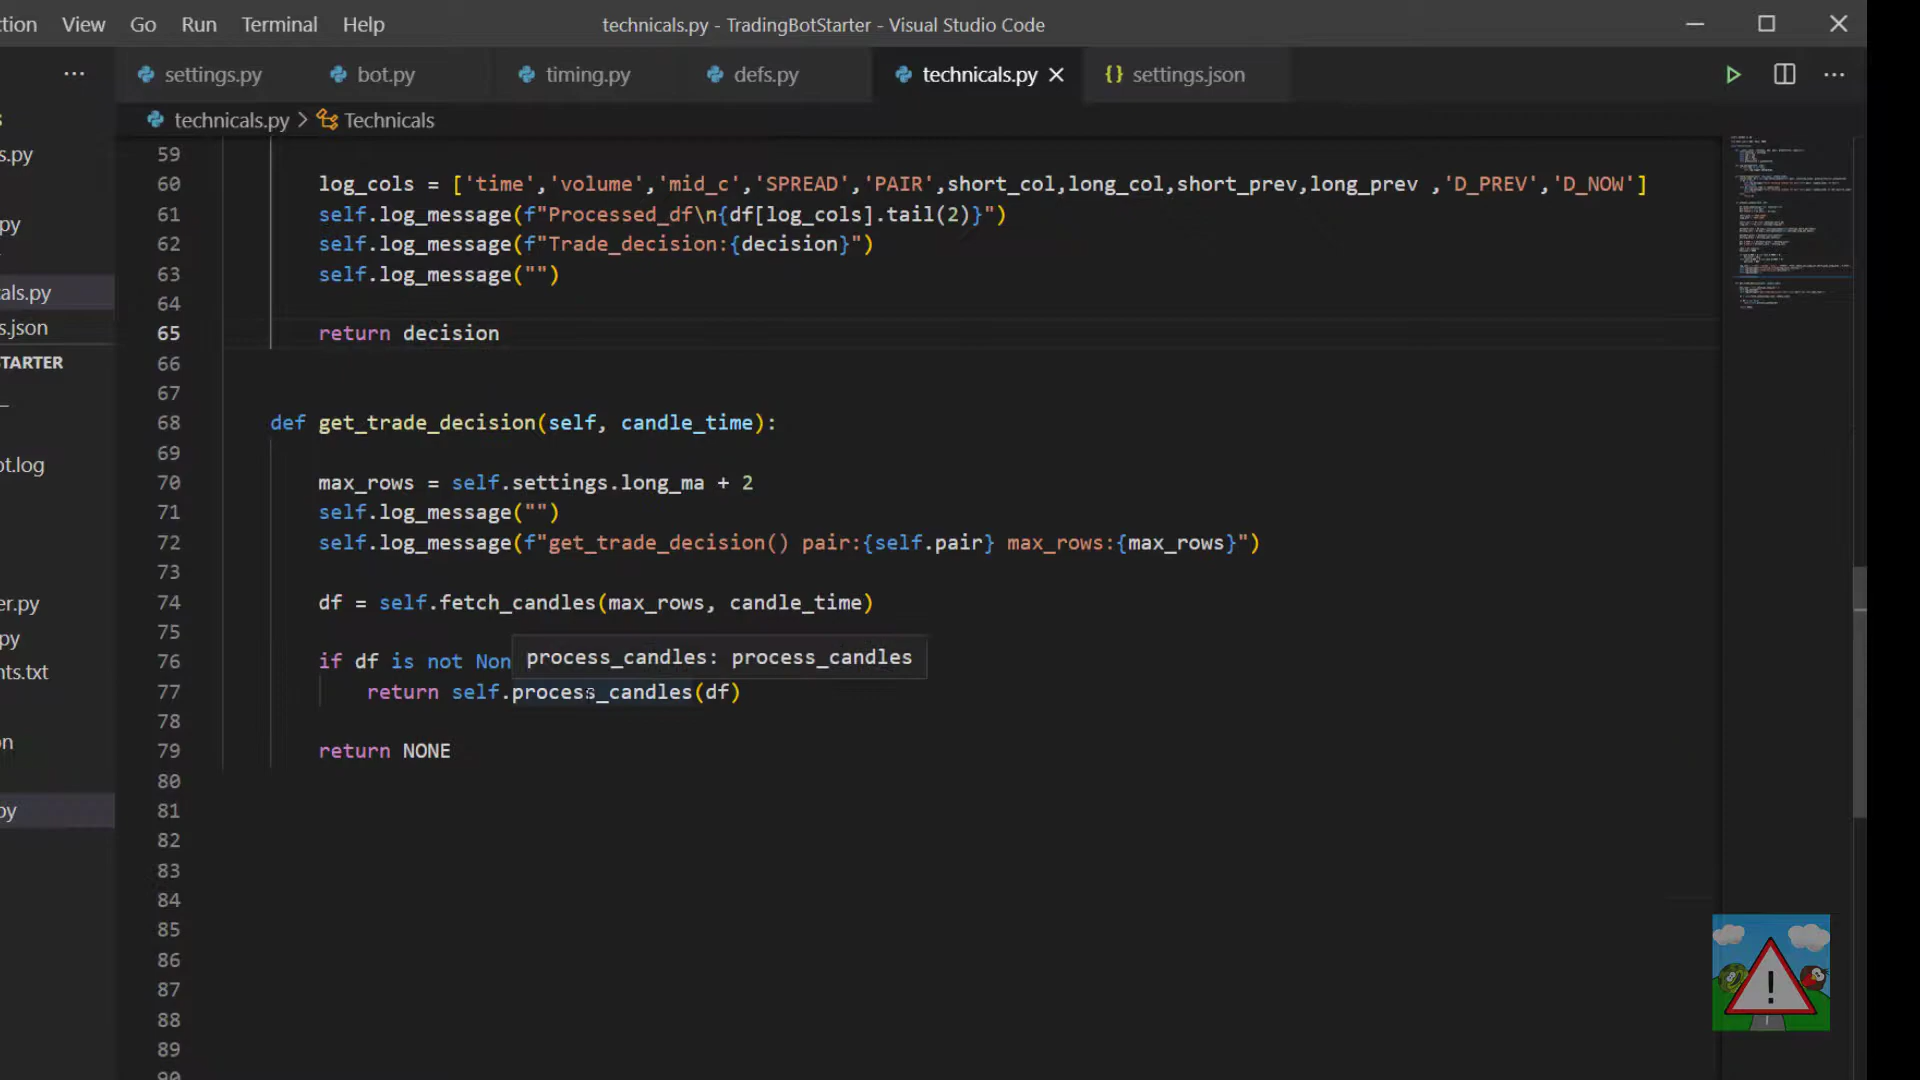 ction View Go Run Terminal Help technicals.py - TradingBotStarter - Visual Studio Code
settings.py bot.py timing.py defs.py technicals.py settings.json
technicals.py > Technicals
59
60 log_cols = ['time','volume','mid_c','SPREAD','PAIR',short_col,long_col,short_prev,long_prev ,'D_PREV','D_NOW']
61 self.log_message(f"Processed_df\n{df[log_cols].tail(2)}")
62 self.log_message(f"Trade_decision:{decision}")
63 self.log_message("")
64
65 return decision
66
67
68 def get_trade_decision(self, candle_time):
69
70 max_rows = self.settings.long_ma + 2
71 self.log_message("")
72 self.log_message(f"get_trade_decision() pair:{self.pair} max_rows:{max_rows}")
73
74 df = self.fetch_candles(max_rows, candle_time)
75
76 if df is not Non
process_candles: process_candles
77 return self.process_candles(df)
78
79 return NONE
80
81
82
83
84
85
86
87
88
89
90
s
s.py
py
cals.py
s.json
STARTER
ot.log
er.py
py
nts.txt
on
py
!